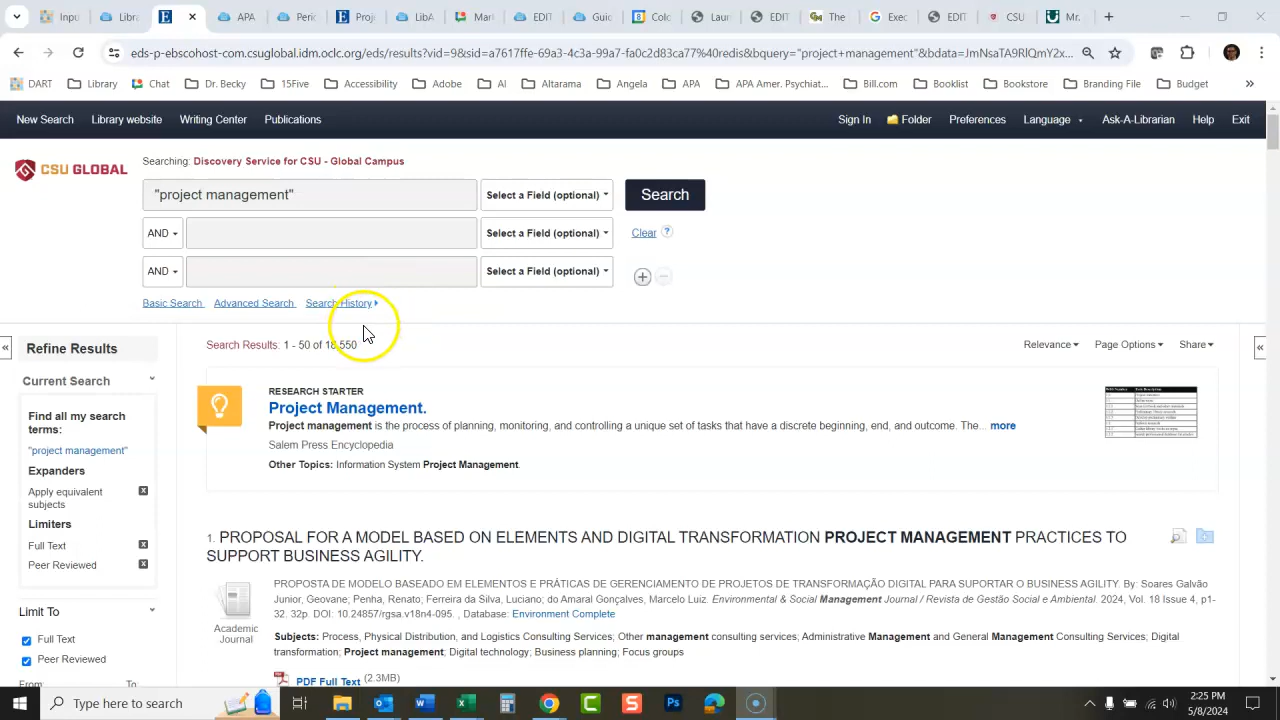 Inpu
EDS
APA
Peri
Proj
LibA
Mar
EDIT
Guid
Colo
Laun
EDIT
The
Exec
EDIT
CSU
Mr.
eds-p-ebscohost-com.csuglobal.idm.oclc.org/eds/results?vid=9&sid=a7617ffe-69a3-4c3a-99a7-fa0c2d83ca77%40redis&bquery="project+management"&bdata=JmNsaTA9RlQmY2x...
DART
Library
Chat
Dr. Becky
15Five
Accessibility
Adobe
AI
Altarama
Angela
APA
APA Amer. Psychiat...
Bill.com
Booklist
Bookstore
Branding File
Budget
»
New Search
Library website
Writing Center
Publications
Sign In
Folder
Preferences
Language
Ask-A-Librarian
Help
Exit
CSU GLOBAL
Searching: Discovery Service for CSU - Global Campus
"project management"
Select a Field (optional)
Search
AND
Select a Field (optional)
Clear ?
AND
Select a Field (optional)
Basic Search
Advanced Search
Search History
«
Refine Results
Search Results: 1 - 50 of 18,550
Relevance
Page Options
Share
«
Current Search
Find all my search terms:
"project management"
Expanders
Apply equivalent subjects
Limiters
Full Text
Peer Reviewed
Limit To
Full Text
Peer Reviewed
From:
To:
RESEARCH STARTER
Project Management.
Project management is the process of planning, monitoring, and controlling a unique set of tasks that have a discrete beginning, end, and outcome. The... more
Salem Press Encyclopedia
Other Topics: Information System Project Management.
1. PROPOSAL FOR A MODEL BASED ON ELEMENTS AND DIGITAL TRANSFORMATION PROJECT MANAGEMENT PRACTICES TO
SUPPORT BUSINESS AGILITY.
Academic Journal
PROPOSTA DE MODELO BASEADO EM ELEMENTOS E PRÁTICAS DE GERENCIAMENTO DE PROJETOS DE TRANSFORMAÇÃO DIGITAL PARA SUPORTAR O BUSINESS AGILITY. By: Soares Galvão
Junior, Geovane; Penha, Renato; Ferreira da Silva, Luciano; do Amaral Gonçalves, Marcelo Luiz. Environmental & Social Management Journal / Revista de Gestão Social e Ambiental. 2024, Vol. 18 Issue 4, p1-
32. 32p. DOI: 10.24857/rgsa.v18n4-095. , Database: Environment Complete
Subjects: Process, Physical Distribution, and Logistics Consulting Services; Other management consulting services; Administrative Management and General Management Consulting Services; Digital
transformation; Project management; Digital technology; Business planning; Focus groups
PDF Full Text (2.3MB)
Type here to search
2:25 PM
5/8/2024